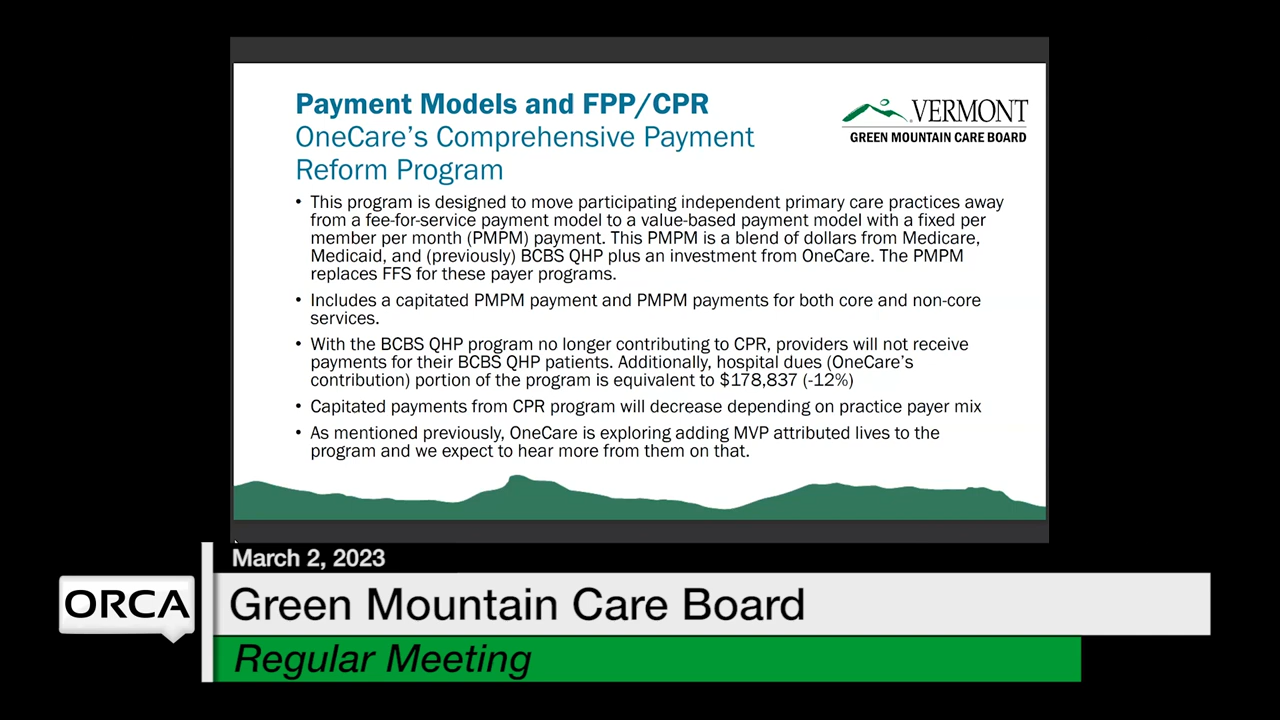 Payment Models and FPP/CPR
OneCare's Comprehensive Payment
Reform Program
VERMONT
GREEN MOUNTAIN CARE BOARD
• This program is designed to move participating independent primary care practices away
from a fee-for-service payment model to a value-based payment model with a fixed per
member per month (PMPM) payment. This PMPM is a blend of dollars from Medicare,
Medicaid, and (previously) BCBS QHP plus an investment from OneCare. The PMPM
replaces FFS for these payer programs.
• Includes a capitated PMPM payment and PMPM payments for both core and non-core
services.
• With the BCBS QHP program no longer contributing to CPR, providers will not receive
payments for their BCBS QHP patients. Additionally, hospital dues (OneCare's
contribution) portion of the program is equivalent to $178,837 (-12%)
• Capitated payments from CPR program will decrease depending on practice payer mix
• As mentioned previously, OneCare is exploring adding MVP attributed lives to the
program and we expect to hear more from them on that.
March 2, 2023
ORCA
Green Mountain Care Board
Regular Meeting